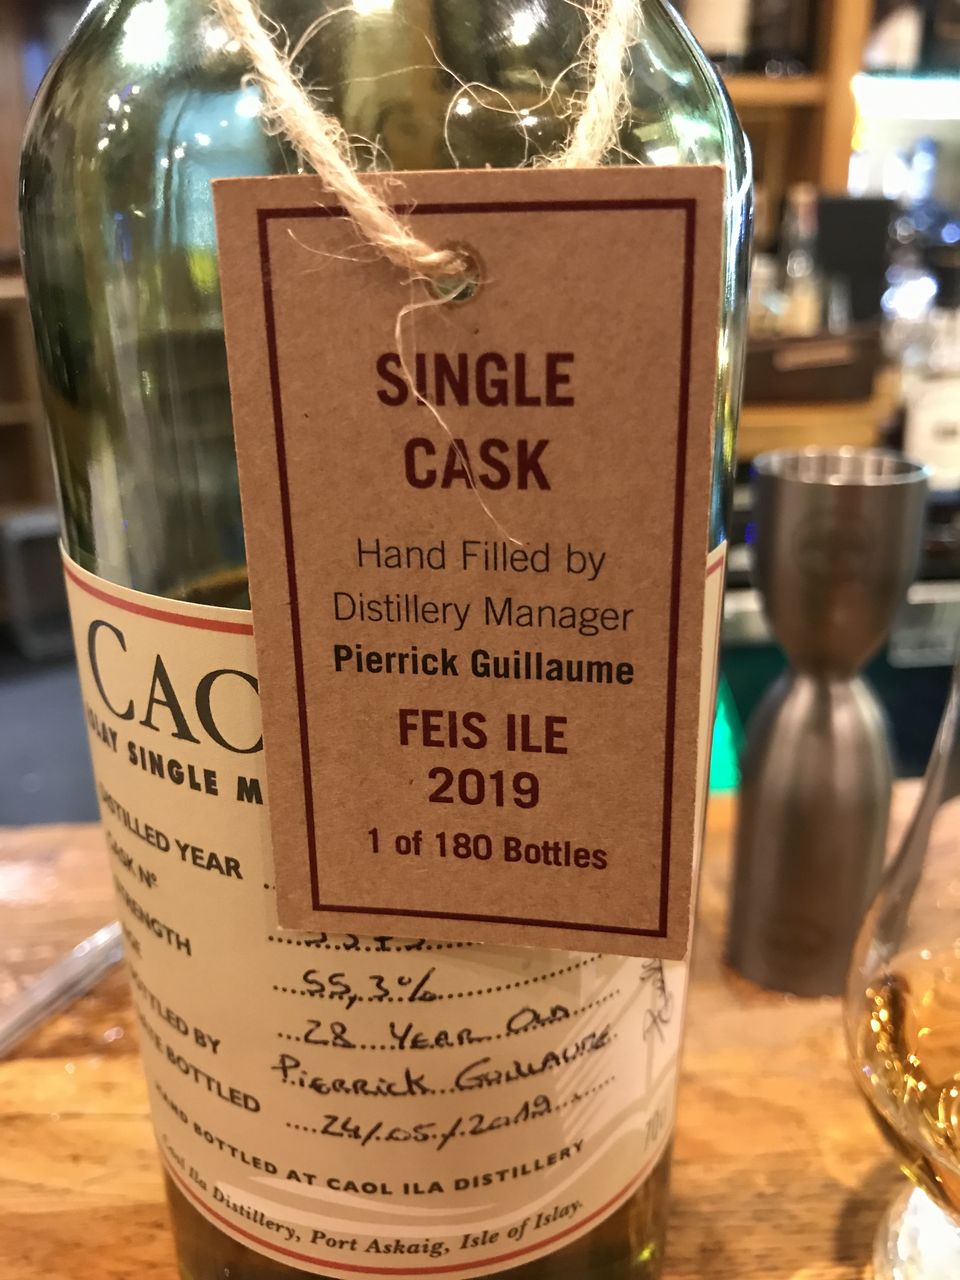 SINGLE
CASK
Hand Filled by
Distillery Manager
Pierrick Guillaume
FEIS ILE
2019
1 of 180 Bottles
CAO
ISLAY SINGLE M
DISTILLED YEAR
CASK Nº
STRENGTH
55,3%
28 YEAR OLD
BOTTLED BY
PIERRICK GUILLAUME
BOTTLED
24/05/2019
HAND BOTTLED AT CAOL ILA DISTILLERY
Caol Ila Distillery, Port Askaig, Isle of Islay.